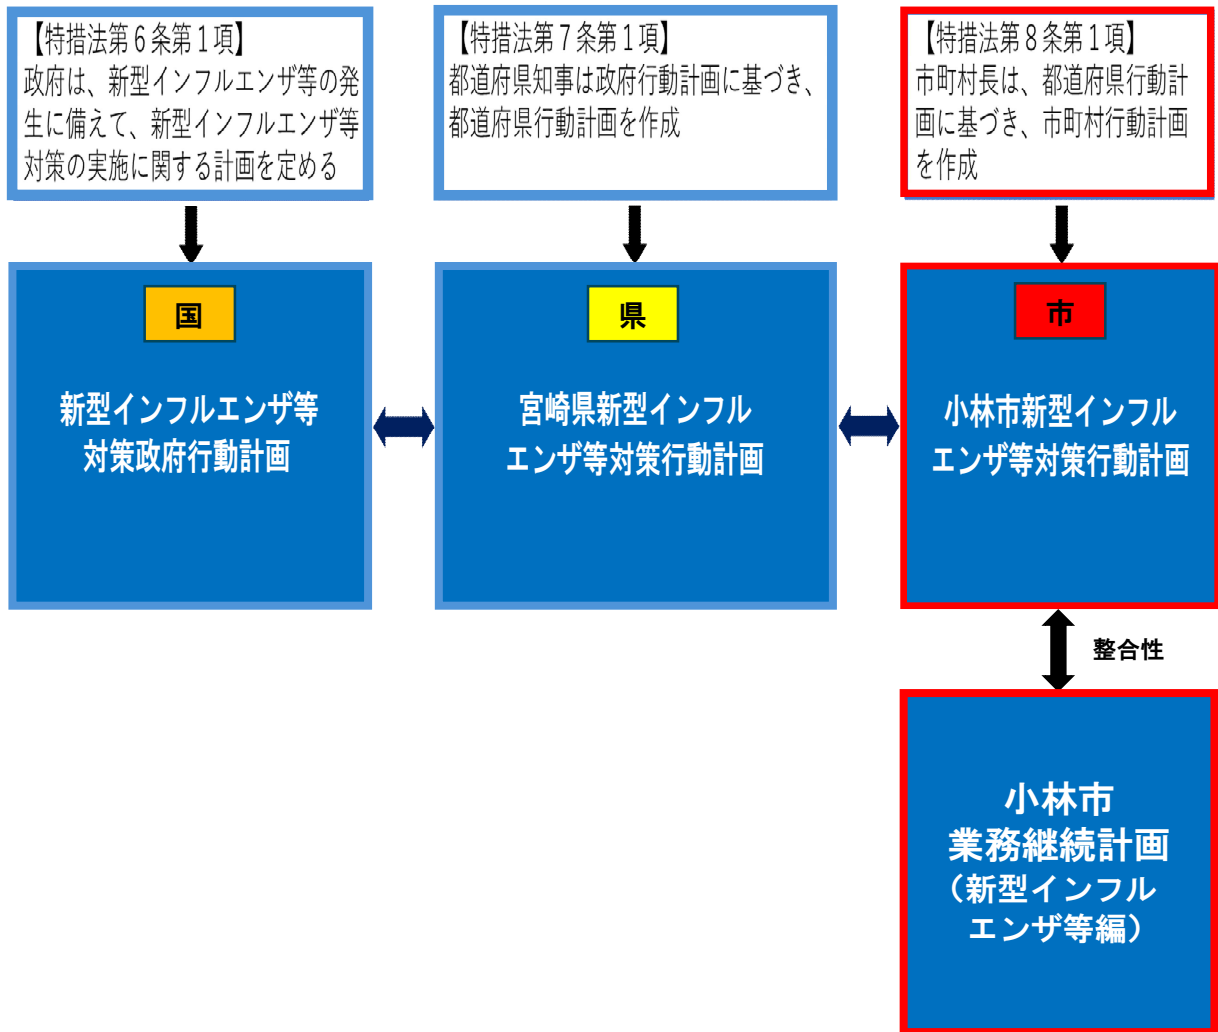 【特措法第６条第１項】
政府は、新型インフルエンザ等の発
生に備えて、新型インフルエンザ等
対策の実施に関する計画を定める
【特措法第７条第１項】
都道府県知事は政府行動計画に基づき、
都道府県行動計画を作成
【特措法第８条第１項】
市町村長は、都道府県行動計
画に基づき、市町村行動計画
を作成
国
新型インフルエンザ等
対策政府行動計画
県
宮崎県新型インフル
エンザ等対策行動計画
市
小林市新型インフル
エンザ等対策行動計画
整合性
小林市
業務継続計画
（新型インフル
エンザ等編）